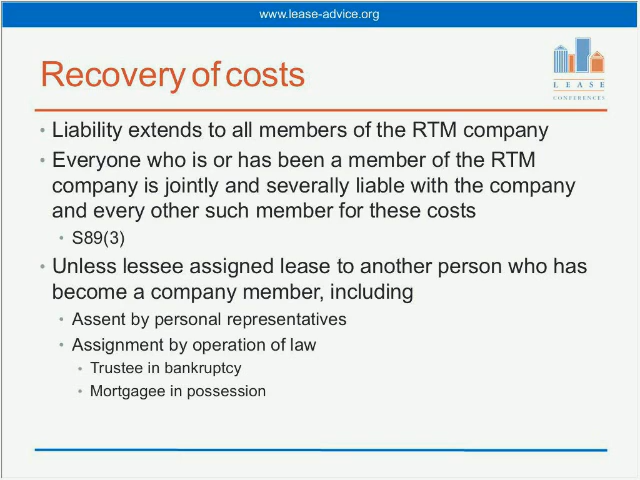 www.lease-advice.org
Recovery of costs
LEASE
CONFERENCES
• Liability extends to all members of the RTM company
• Everyone who is or has been a member of the RTM
company is jointly and severally liable with the company
and every other such member for these costs
• S89(3)
• Unless lessee assigned lease to another person who has
become a company member, including
• Assent by personal representatives
• Assignment by operation of law
• Trustee in bankruptcy
• Mortgagee in possession